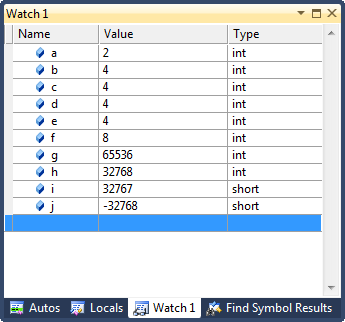 Watch 1
Name Value Type
a 2 int
b 4 int
c 4 int
d 4 int
e 4 int
f 8 int
g 65536 int
h 32768 int
i 32767 short
j -32768 short
Autos Locals Watch 1 Find Symbol Results